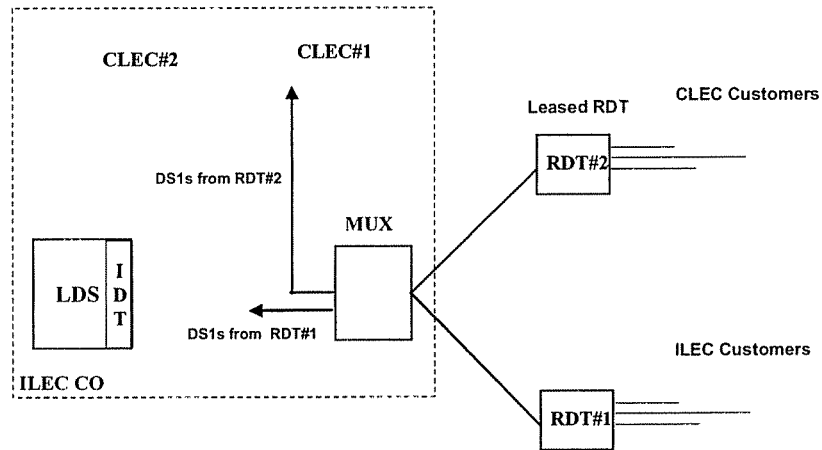 CLEC#2
CLEC#1
CLEC Customers
Leased RDT
RDT#2
DS1s from RDT#2
MUX
LDS
I
D
T
DS1s from RDT#1
ILEC Customers
ILEC CO
RDT#1